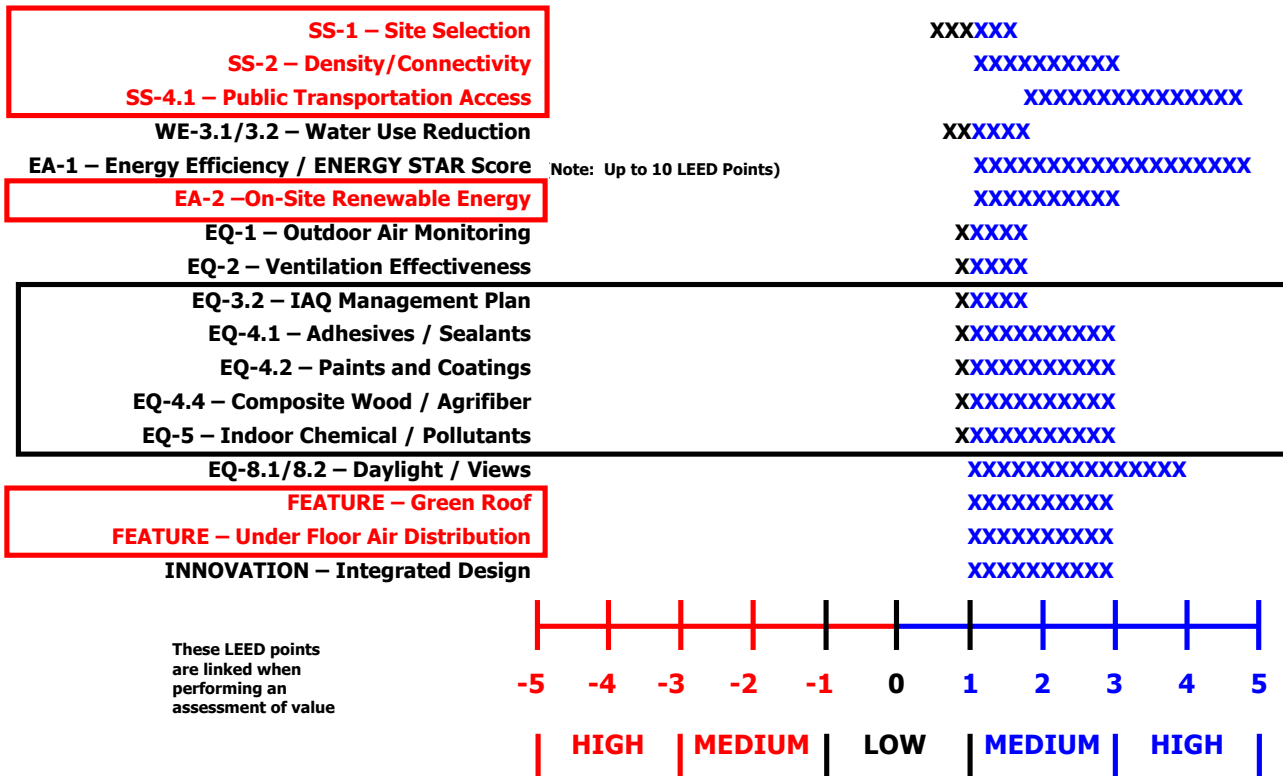 SS-1 – Site Selection XXXXXX
SS-2 – Density/Connectivity XXXXXXXXXX
SS-4.1 – Public Transportation Access XXXXXXXXXXXXXXX
WE-3.1/3.2 – Water Use Reduction XXXXXX
EA-1 – Energy Efficiency / ENERGY STAR Score (Note: Up to 10 LEED Points) XXXXXXXXXXXXXXXXXXX
EA-2 –On-Site Renewable Energy XXXXXXXXXX
EQ-1 – Outdoor Air Monitoring XXXXX
EQ-2 – Ventilation Effectiveness XXXXX
EQ-3.2 – IAQ Management Plan XXXXX
EQ-4.1 – Adhesives / Sealants XXXXXXXXXXX
EQ-4.2 – Paints and Coatings XXXXXXXXXXX
EQ-4.4 – Composite Wood / Agrifiber XXXXXXXXXXX
EQ-5 – Indoor Chemical / Pollutants XXXXXXXXXXX
EQ-8.1/8.2 – Daylight / Views XXXXXXXXXXXXXXX
FEATURE – Green Roof XXXXXXXXXX
FEATURE – Under Floor Air Distribution XXXXXXXXXX
INNOVATION – Integrated Design XXXXXXXXXX
These LEED points
are linked when
performing an
assessment of value
-5 -4 -3 -2 -1 0 1 2 3 4 5
HIGH MEDIUM LOW MEDIUM HIGH